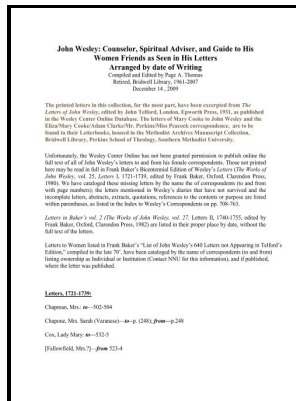 John Wesley: Counselor, Spiritual Adviser, and Guide to His
Women Friends as Seen in His Letters
Arranged by date of Writing
Compiled and Edited by Page A. Thomas
Retired, Bridwell Library, 1961-2007
December 14, 2009
The printed letters in this collection, for the most part, have been excerpted from The
Letters of John Wesley, edited by John Telford, London, Epworth Press, 1931, as published
in the Wesley Center Online Database. The letters of Mary Cooke to John Wesley and the
Eliza/Mary Cooke/Adam Clarke/Mr. Perkins/Miss Peacock correspondence, are to be
found in their Letterbooks, housed in the Methodist Archives Manuscript Collection,
Bridwell Library, Perkins School of Theology, Southern Methodist University.
Unfortunately, the Wesley Center Online has not been granted permission to publish online the
full text of all of John Wesley's letters to and from his female correspondents. Those not printed
here may be read in full in Frank Baker's Bicentennial Edition of Wesley's Letters (The Works of
John Wesley, vol. 25, Letters I, 1721-1739, edited by Frank Baker, Oxford, Clarendon Press,
1980). We have catalogued these missing letters by the name of correspondents (to and from
with page numbers); the letters mentioned in Wesley's diaries that have not survived and the
incomplete letters, abstracts, extracts, quotations, references to the contents or purpose are listed
within parenthesis, as listed in the Index to Wesley's Correspondents on pp. 708-763.
Letters in Baker's vol. 2 (The Works of John Wesley, vol. 27, Letters II, 1740-1755, edited by
Frank Baker, Oxford, Clarendon Press, 1982) are listed in their proper place by date, without the
full text of the letters.
Letters to Women listed in Frank Baker's "List of John Wesley's 640 Letters not Appearing in Telford's
Edition," compiled in the late 70', have been cataloged by the name of correspondents (to and from)
listing ownership as Individual or Institution (Contact NNU for this information), and if published,
where the letter was published.
Letters, 1721-1739:
Chapman, Mrs.: to—502-504
Chapone, Mrs. Sarah (Varanese)—to—p. (248); from—p.248
Cox, Lady Mary: to—532-5
[Fallowfield, Mrs.?]—from 523-4